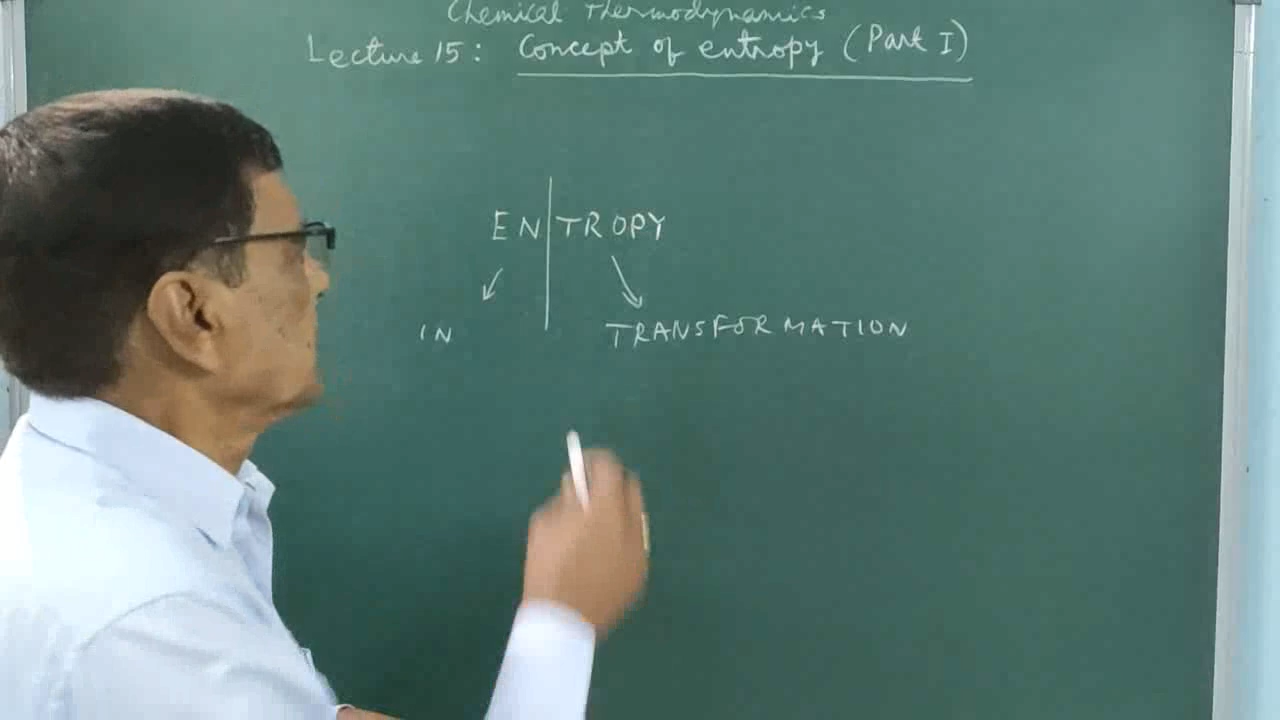 Chemical Thermodynamics
Lecture 15: Concept of entropy (Part I)
EN TROPY
IN TRANSFORMATION